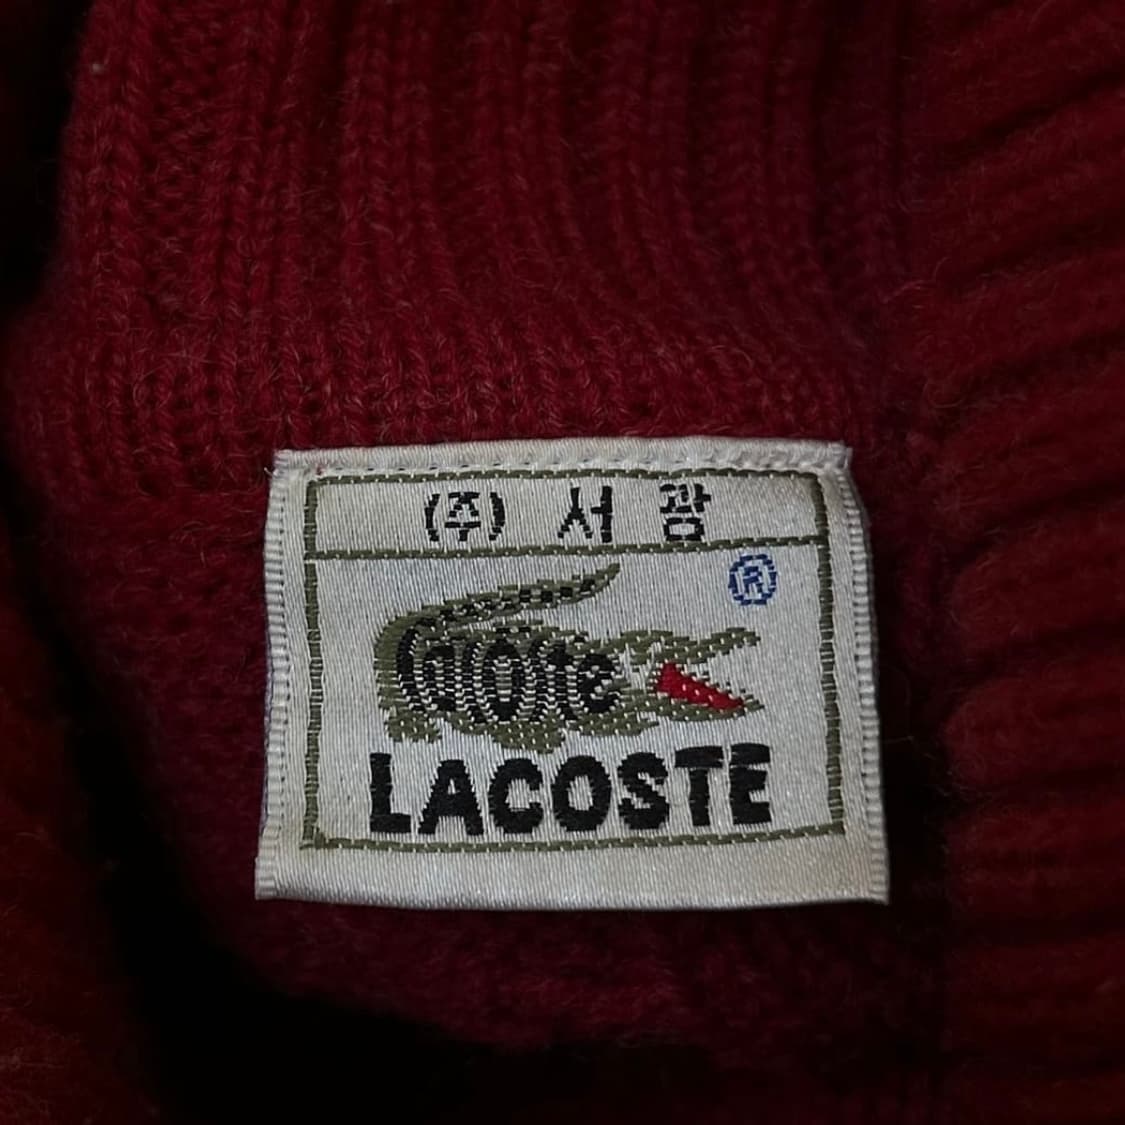 (주) 서 광
®
Lacoste
LACOSTE